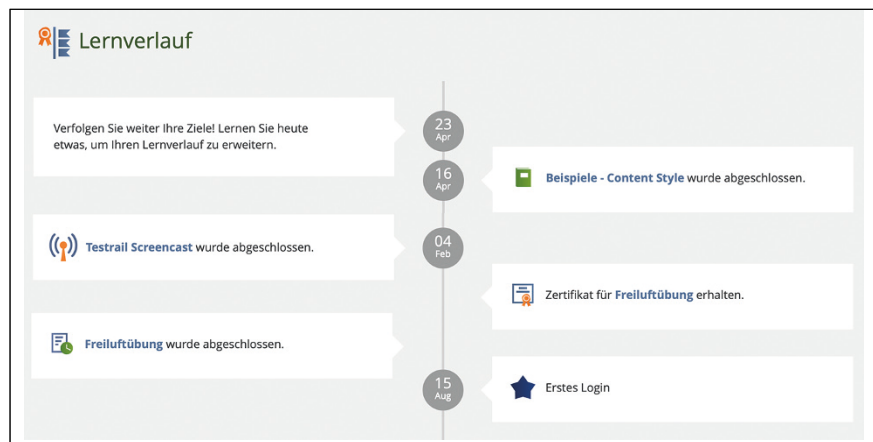 Lernverlauf
Verfolgen Sie weiter Ihre Ziele! Lernen Sie heute
etwas, um Ihren Lernverlauf zu erweitern.
23
Apr
16
Apr
Beispiele - Content Style wurde abgeschlossen.
Testrail Screencast wurde abgeschlossen.
04
Feb
Zertifikat für Freiluftübung erhalten.
Freiluftübung wurde abgeschlossen.
15
Aug
Erstes Login